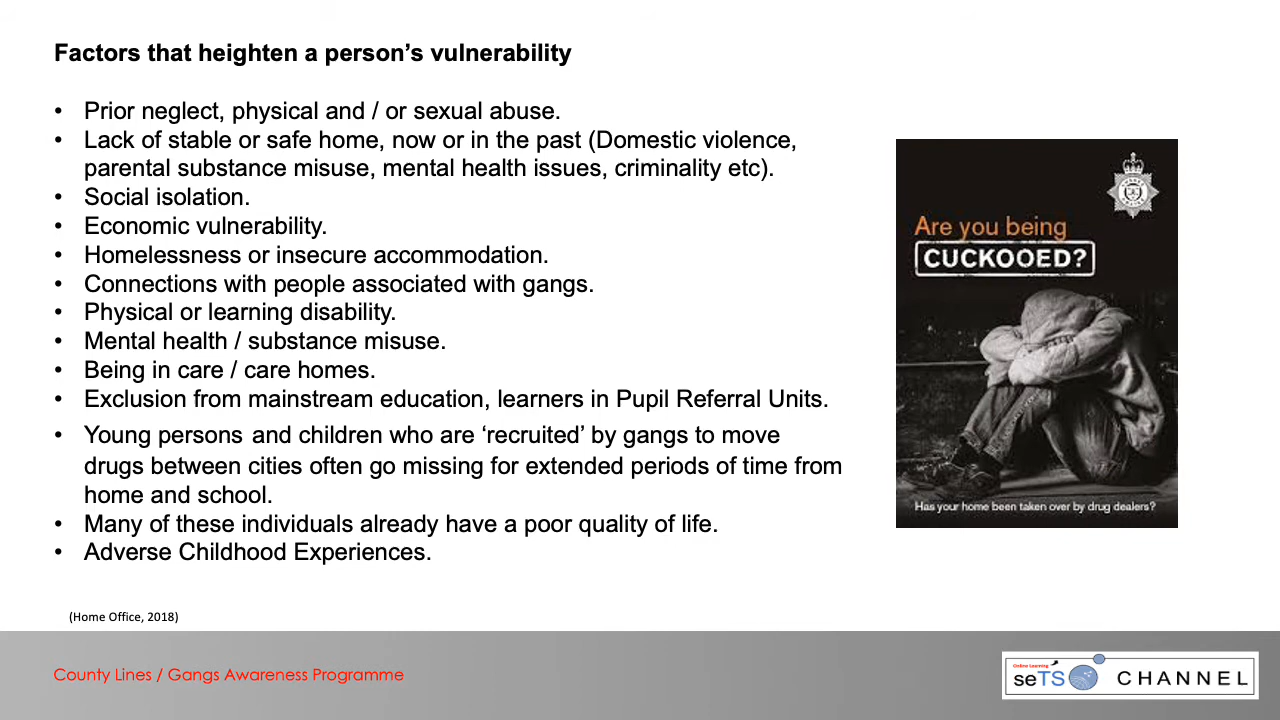 Factors that heighten a person’s vulnerability
• Prior neglect, physical and / or sexual abuse.
• Lack of stable or safe home, now or in the past (Domestic violence,
parental substance misuse, mental health issues, criminality etc).
• Social isolation.
• Economic vulnerability.
• Homelessness or insecure accommodation.
• Connections with people associated with gangs.
• Physical or learning disability.
• Mental health / substance misuse.
• Being in care / care homes.
• Exclusion from mainstream education, learners in Pupil Referral Units.
• Young persons and children who are ‘recruited’ by gangs to move
drugs between cities often go missing for extended periods of time from
home and school.
• Many of these individuals already have a poor quality of life.
• Adverse Childhood Experiences.
(Home Office, 2018)
Are you being
CUCKOOED?
Has your home been taken over by drug dealers?
County Lines / Gangs Awareness Programme
Online Learning
seTS CHANNEL